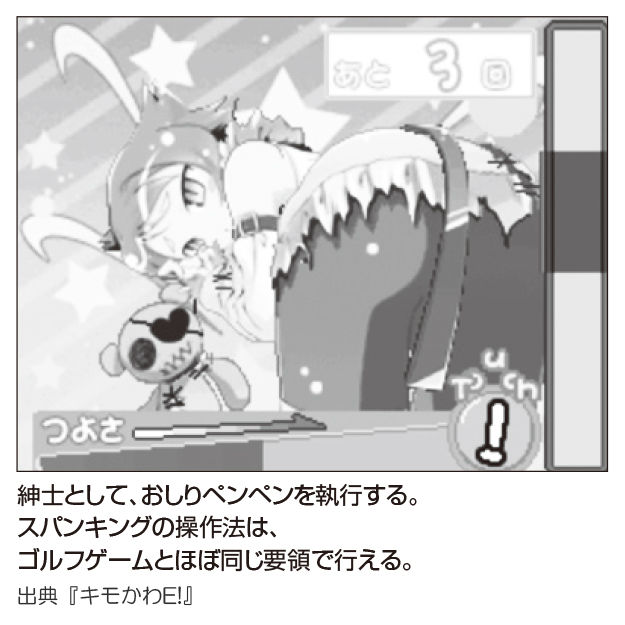 あと 3 回
Touch
!
つよさ
紳士として、おしりペンペンを執行する。
スパンキングの操作法は、
ゴルフゲームとほぼ同じ要領で行える。
出典『キモかわE!』